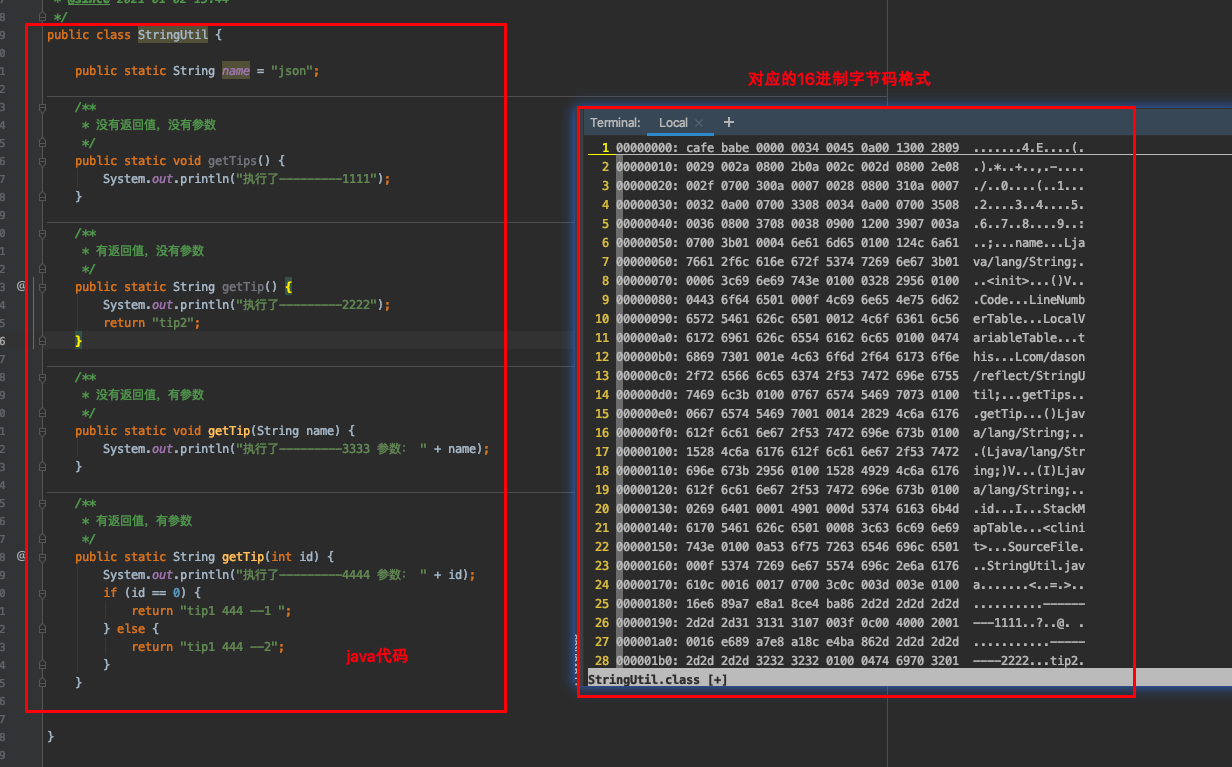 * @since 2021-01-02 15:44
*/
public class StringUtil {
public static String name = "json";
/**
* 没有返回值，没有参数
*/
public static void getTips() {
System.out.println("执行了---------1111");
}
/**
* 有返回值，没有参数
*/
public static String getTip() {
System.out.println("执行了---------2222");
return "tip2";
}
/**
* 没有返回值，有参数
*/
public static void getTip(String name) {
System.out.println("执行了---------3333 参数： " + name);
}
/**
* 有返回值，有参数
*/
public static String getTip(int id) {
System.out.println("执行了---------4444 参数： " + id);
if (id == 0) {
return "tip1 444 --1 ";
} else {
return "tip1 444 --2";
}
}
}
java代码
对应的16进制字节码格式
Terminal: Local × +
1 00000000: cafe babe 0000 0034 0045 0a00 1300 2809 .......4.E....(.
2 00000010: 0029 002a 0800 2b0a 002c 002d 0800 2e08 .).*..+..,.-....
3 00000020: 002f 0700 300a 0007 0028 0800 310a 0007 ./..0....(..1...
4 00000030: 0032 0a00 0700 3308 0034 0a00 0700 3508 .2....3..4....5.
5 00000040: 0036 0800 3708 0038 0900 1200 3907 003a .6..7..8....9..:
6 00000050: 0700 3b01 0004 6e61 6d65 0100 124c 6a61 ..;...name...Lja
7 00000060: 7661 2f6c 616e 672f 5374 7269 6e67 3b01 va/lang/String;.
8 00000070: 0006 3c69 6e69 743e 0100 0328 2956 0100 ..<init>...()V..
9 00000080: 0443 6f64 6501 000f 4c69 6e65 4e75 6d62 .Code...LineNumb
10 00000090: 6572 5461 626c 6501 0012 4c6f 6361 6c56 erTable...LocalV
11 000000a0: 6172 6961 626c 6554 6162 6c65 0100 0474 ariableTable...t
12 000000b0: 6869 7301 001e 4c63 6f6d 2f64 6173 6f6e his...Lcom/dason
13 000000c0: 2f72 6566 6c65 6374 2f53 7472 696e 6755 /reflect/StringU
14 000000d0: 7469 6c3b 0100 0767 6574 5469 7073 0100 til;...getTips..
15 000000e0: 0667 6574 5469 7001 0014 2829 4c6a 6176 .getTip...()Ljav
16 000000f0: 612f 6c61 6e67 2f53 7472 696e 673b 0100 a/lang/String;..
17 00000100: 1528 4c6a 6176 612f 6c61 6e67 2f53 7472 .(Ljava/lang/Str
18 00000110: 696e 673b 2956 0100 1528 4929 4c6a 6176 ing;)V...(I)Ljav
19 00000120: 612f 6c61 6e67 2f53 7472 696e 673b 0100 a/lang/String;..
20 00000130: 0269 6401 0001 4901 000d 5374 6163 6b4d .id...I...StackM
21 00000140: 6170 5461 626c 6501 0008 3c63 6c69 6e69 apTable...<clini
22 00000150: 743e 0100 0a53 6f75 7263 6546 696c 6501 t>...SourceFile.
23 00000160: 000f 5374 7269 6e67 5574 696c 2e6a 6176 ..StringUtil.jav
24 00000170: 610c 0016 0017 0700 3c0c 003d 003e 0100 a.......<..=.>..
25 00000180: 16e6 89a7 e8a1 8ce4 ba86 2d2d 2d2d 2d2d ..........------
26 00000190: 2d2d 2d31 3131 3107 003f 0c00 4000 2001 ---1111..?..@. .
27 000001a0: 0016 e689 a7e8 a18c e4ba 862d 2d2d 2d2d ...........-----
28 000001b0: 2d2d 2d2d 3232 3232 0100 0474 6970 3201 ----2222...tip2.
StringUtil.class [+]